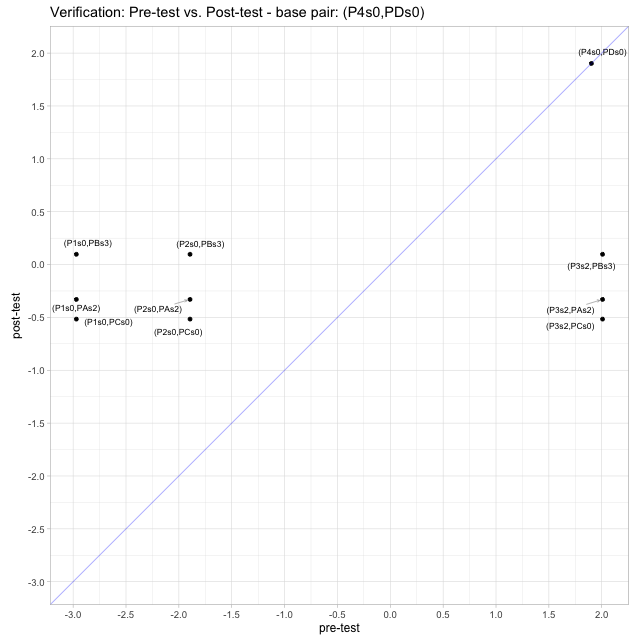 Verification: Pre-test vs. Post-test - base pair: (P4s0,PDs0)
2.0
(P4s0,PDs0)
1.5
1.0
0.5
(P1s0,PBs3)
(P2s0,PBs3)
0.0
(P3s2,PBs3)
(P1s0,PAs2)
(P2s0,PAs2)
(P3s2,PAs2)
-0.5
(P1s0,PCs0)
(P2s0,PCs0)
(P3s2,PCs0)
post-test
-1.0
-1.5
-2.0
-2.5
-3.0
-3.0 -2.5 -2.0 -1.5 -1.0 -0.5 0.0 0.5 1.0 1.5 2.0
pre-test